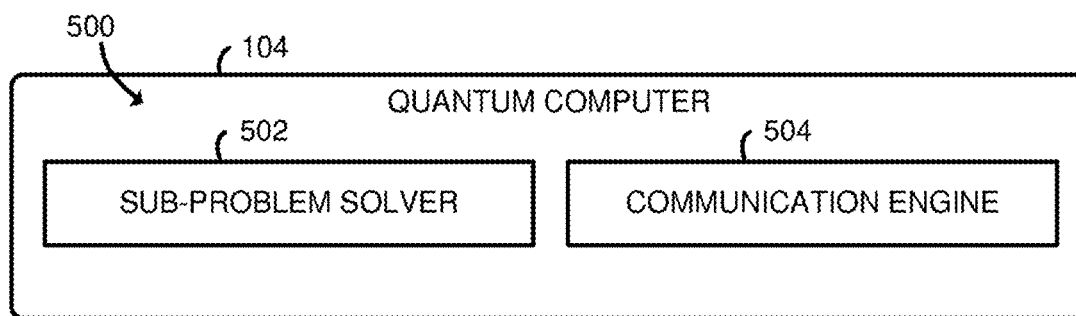 500
104
QUANTUM COMPUTER
502
504
SUB-PROBLEM SOLVER
COMMUNICATION ENGINE